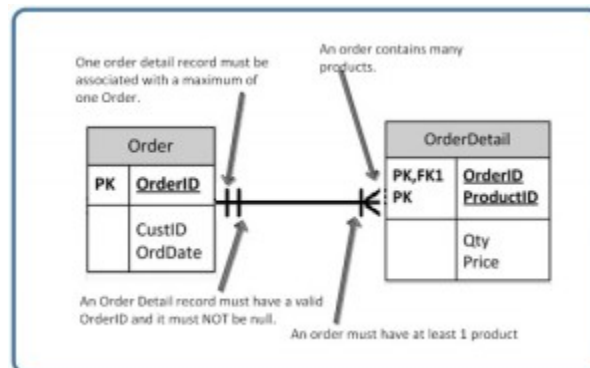 One order detail record must be
associated with a maximum of
one Order.
An order contains many
products.
Order
PK OrderID
CustID
OrdDate
OrderDetail
PK,FK1 OrderID
PK ProductID
Qty
Price
An Order Detail record must have a valid
OrderID and it must NOT be null.
An order must have at least 1 product